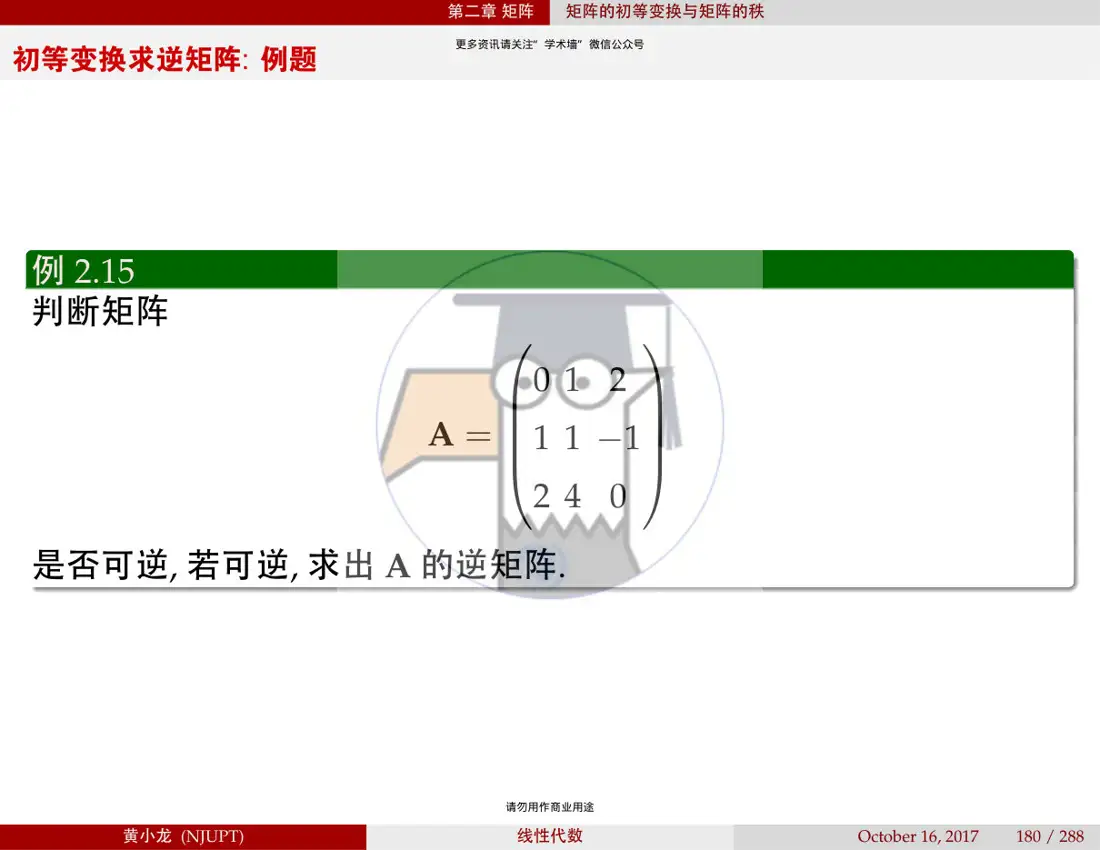 第二章 矩阵 矩阵的初等变换与矩阵的秩
更多资讯请关注“学术墙”微信公众号
初等变换求逆矩阵: 例题
例 2.15
判断矩阵
0 1 2
A = 1 1 −1
2 4 0
是否可逆, 若可逆, 求出 A 的逆矩阵.
请勿用作商业用途
黄小龙 (NJUPT) 线性代数 October 16, 2017 180 / 288